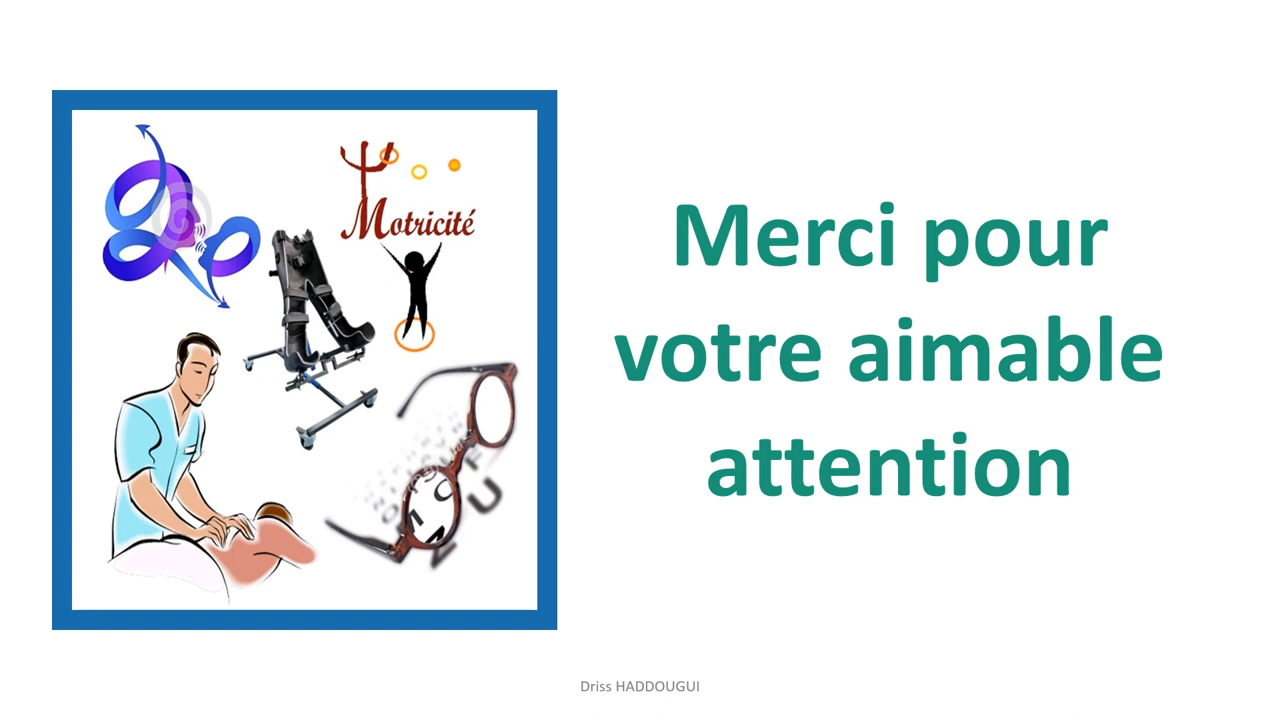 Motricité
Merci pour
votre aimable
attention
Driss HADDOUGUI